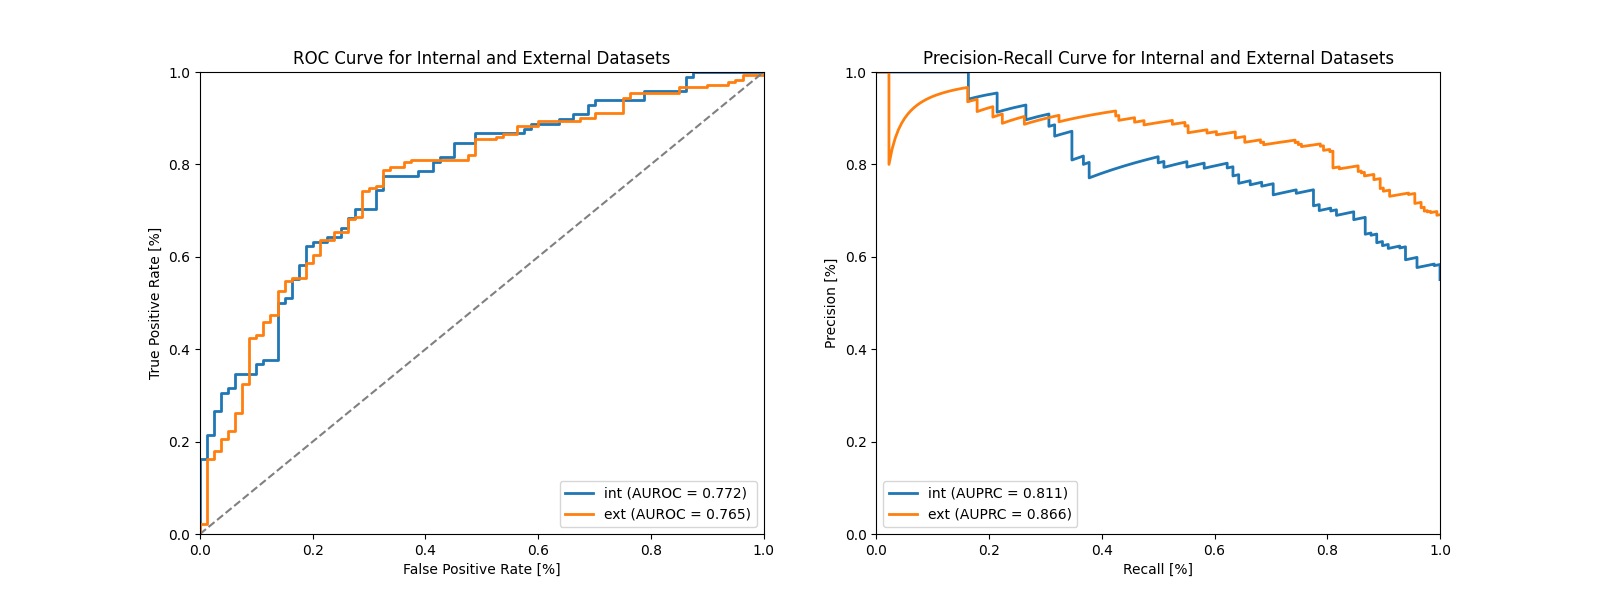 ROC Curve for Internal and External Datasets
True Positive Rate [%]
1.0
0.8
0.6
0.4
0.2
0.0
0.0 0.2 0.4 0.6 0.8 1.0
False Positive Rate [%]
int (AUROC = 0.772)
ext (AUROC = 0.765)
Precision-Recall Curve for Internal and External Datasets
Precision [%]
1.0
0.8
0.6
0.4
0.2
0.0
0.0 0.2 0.4 0.6 0.8 1.0
Recall [%]
int (AUPRC = 0.811)
ext (AUPRC = 0.866)